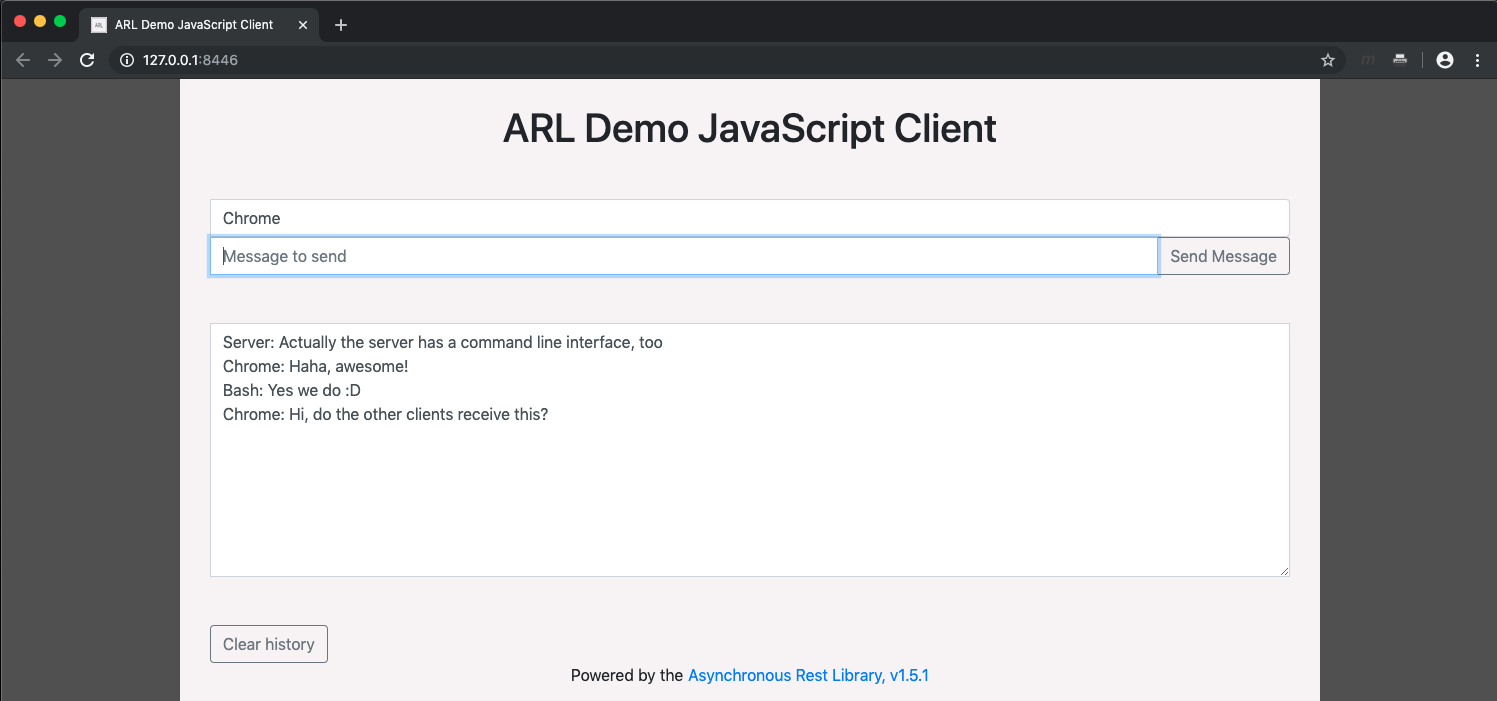 ARL Demo JavaScript Client
127.0.0.1:8446
ARL Demo JavaScript Client
Chrome
Message to send
Send Message
Server: Actually the server has a command line interface, too
Chrome: Haha, awesome!
Bash: Yes we do :D
Chrome: Hi, do the other clients receive this?
Clear history
Powered by the Asynchronous Rest Library, v1.5.1